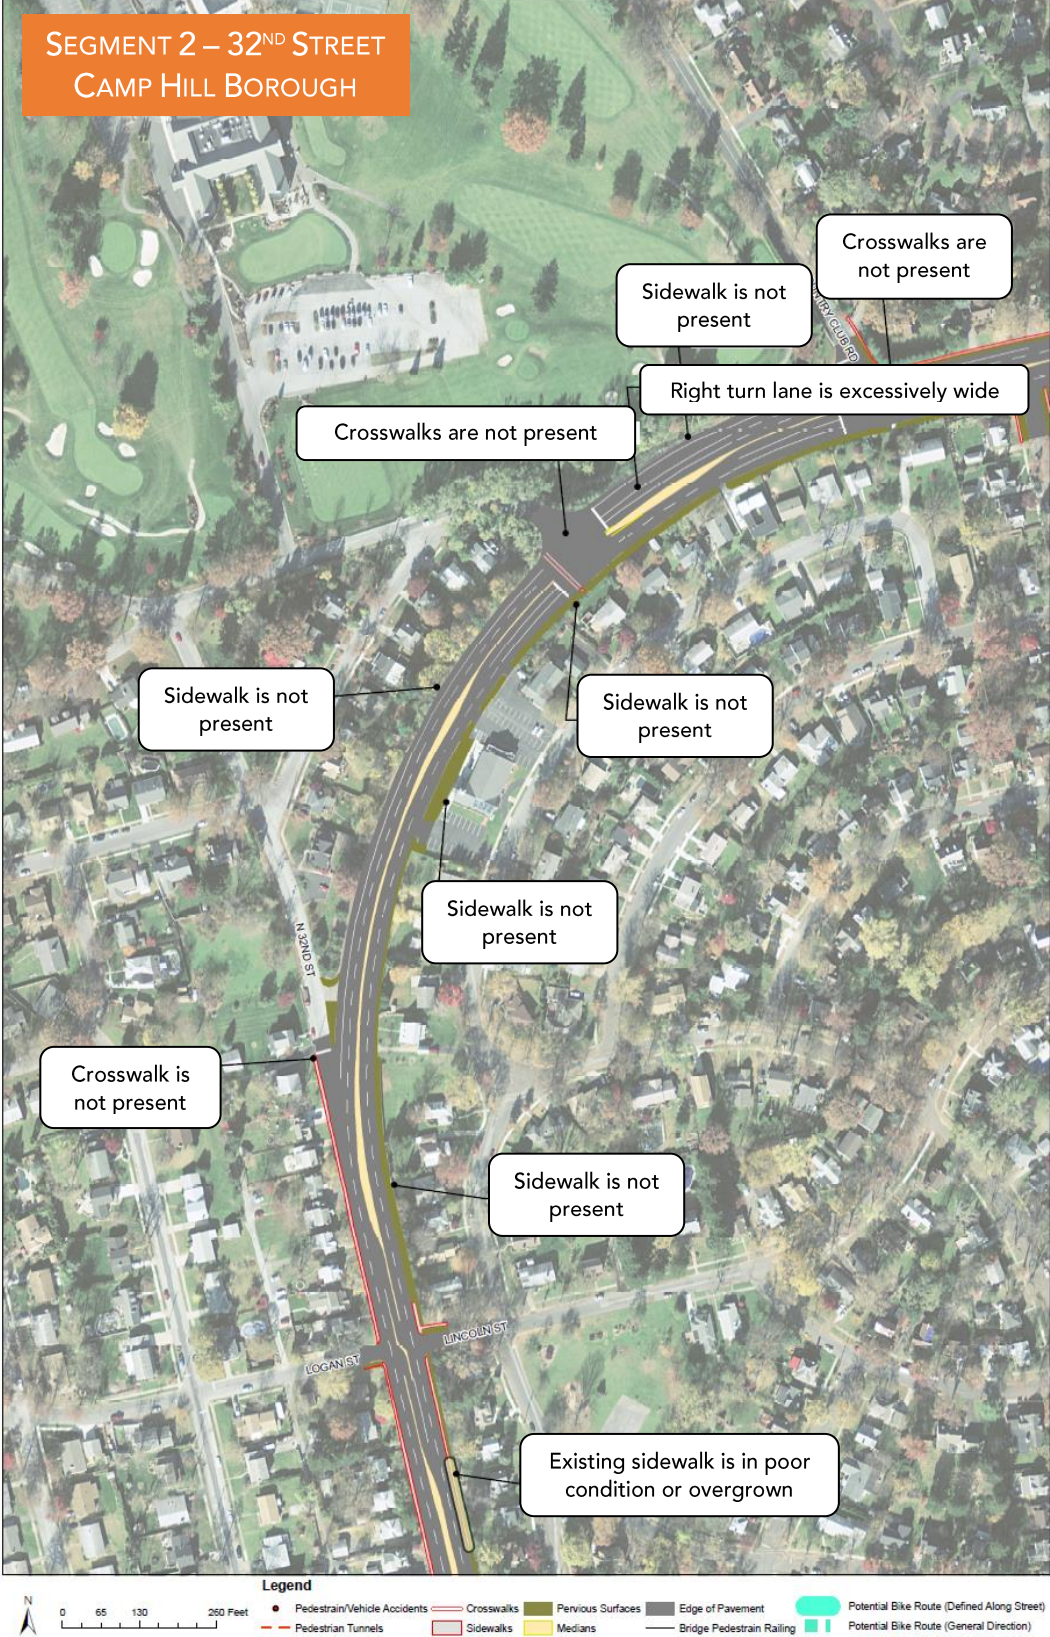 SEGMENT 2 – 32ND STREET
CAMP HILL BOROUGH
Crosswalks are
not present
Sidewalk is not
present
NTRY CLUB RD
Right turn lane is excessively wide
Crosswalks are not present
Sidewalk is not
present
Sidewalk is not
present
Sidewalk is not
present
N 32ND ST
Crosswalk is
not present
Sidewalk is not
present
LINCOLN ST
LOGAN ST
Existing sidewalk is in poor
condition or overgrown
Legend
N
0 65 130 260 Feet
Pedestrain/Vehicle Accidents
Crosswalks
Pervious Surfaces
Edge of Pavement
Potential Bike Route (Defined Along Street)
Pedestrian Tunnels
Sidewalks
Medians
Bridge Pedestrain Railing
Potential Bike Route (General Direction)